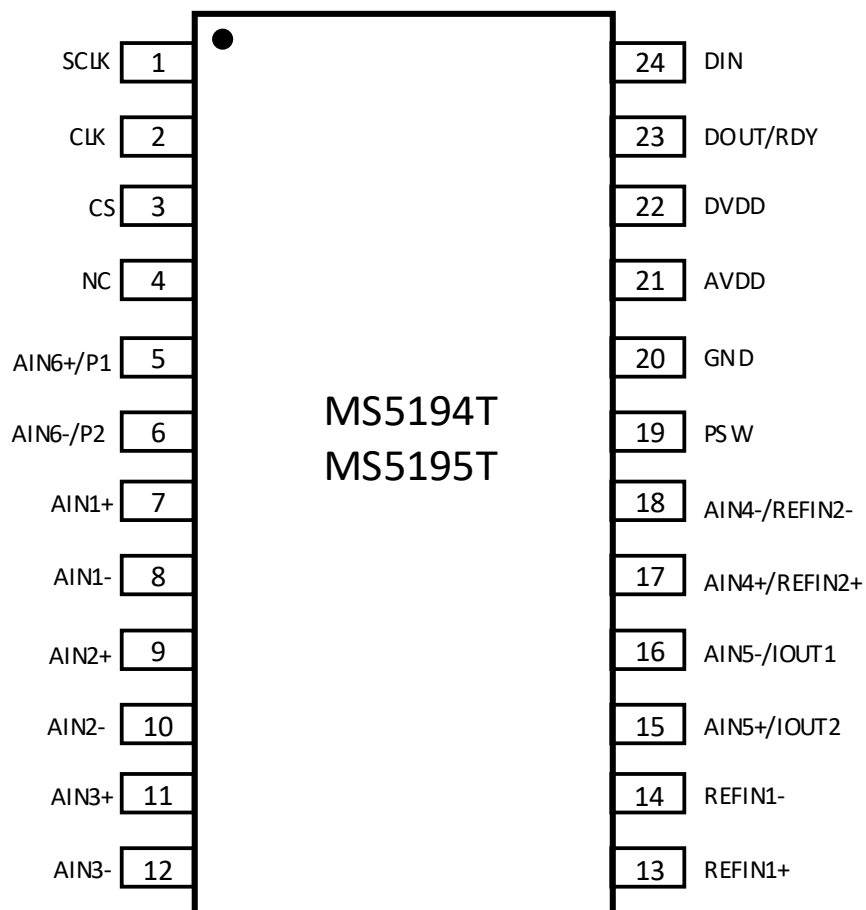 SCLK 1 24 DIN
CLK 2 23 DOUT/RDY
CS 3 22 DVDD
NC 4 21 AVDD
AIN6+/P1 5 20 GND
AIN6-/P2 6 19 PSW
AIN1+ 7 18 AIN4-/REFIN2-
AIN1- 8 17 AIN4+/REFIN2+
AIN2+ 9 16 AIN5-/IOUT1
AIN2- 10 15 AIN5+/IOUT2
AIN3+ 11 14 REFIN1-
AIN3- 12 13 REFIN1+
MS5194T
MS5195T